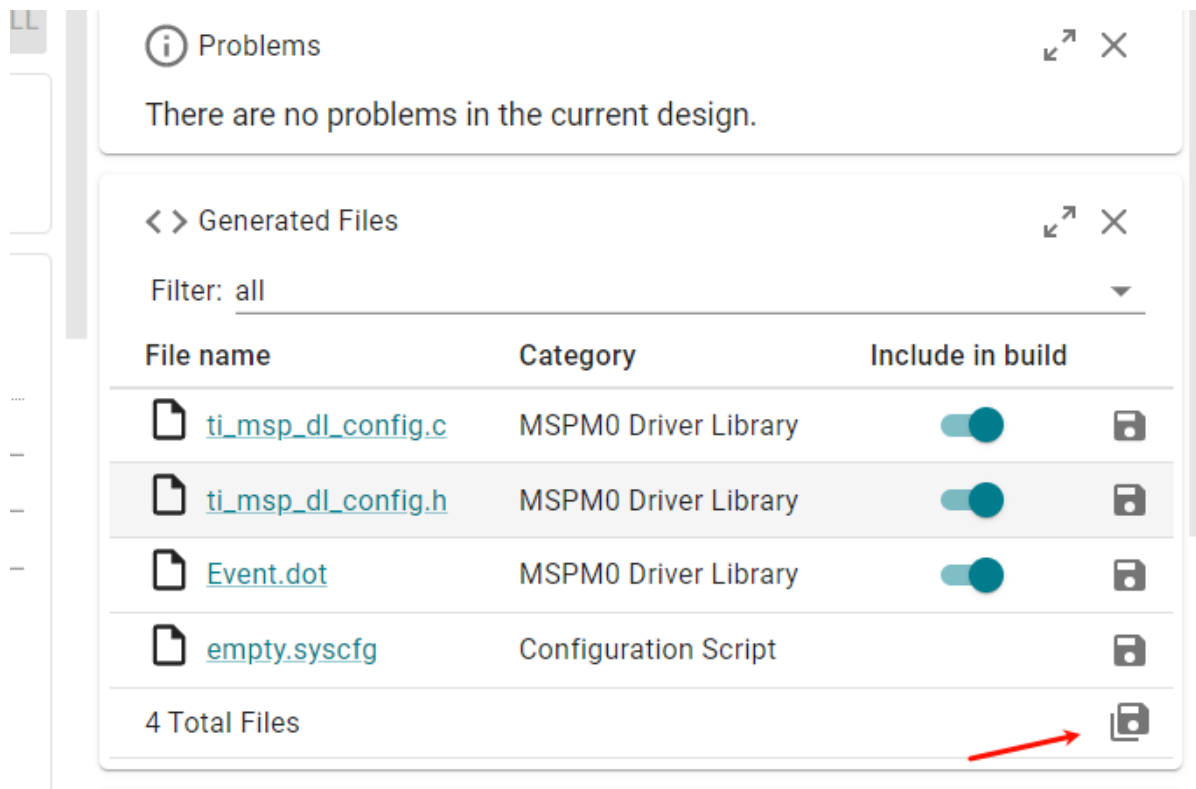 LL
Problems
There are no problems in the current design.
Generated Files
Filter: all
File name Category Include in build
ti_msp_dl_config.c MSPM0 Driver Library
ti_msp_dl_config.h MSPM0 Driver Library
Event.dot MSPM0 Driver Library
empty.syscfg Configuration Script
4 Total Files